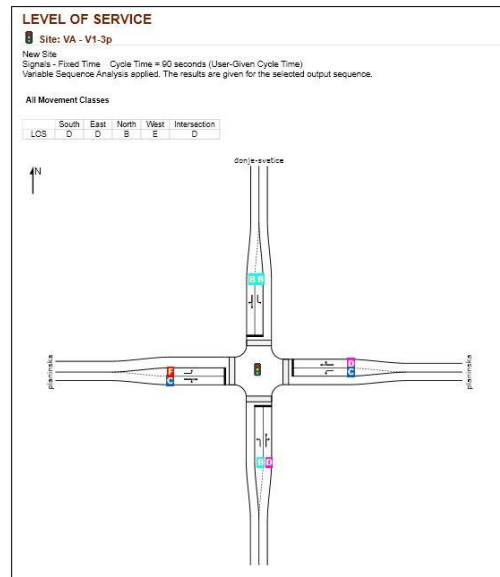 LEVEL OF SERVICE
Site: VA - V1-3p
New Site
Signals - Fixed Time Cycle Time = 90 seconds (User-Given Cycle Time)
Variable Sequence Analysis applied. The results are given for the selected output sequence.
All Movement Classes
South East North West Intersection
LOS D D B E D
donje-svetice
N
B B
planinska
F
C
D
C
planinska
B D